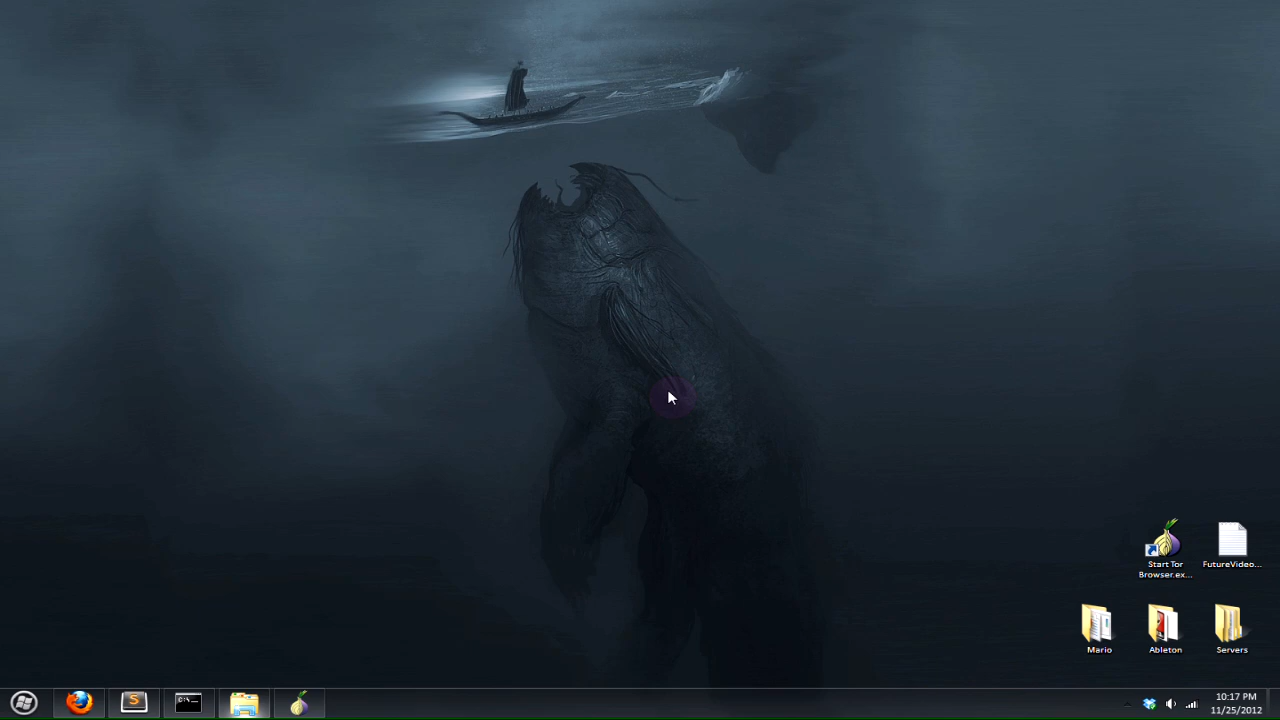 Start Tor
Browser.ex...
FutureVideo...
Mario
Ableton
Servers
C:\
S
10:17 PM
11/25/2012